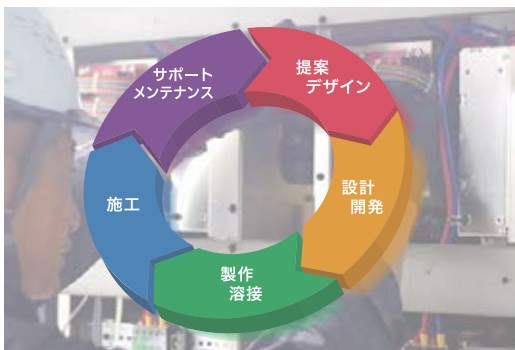 提案
デザイン
設計
開発
製作
溶接
施工
サポート
メンテナンス